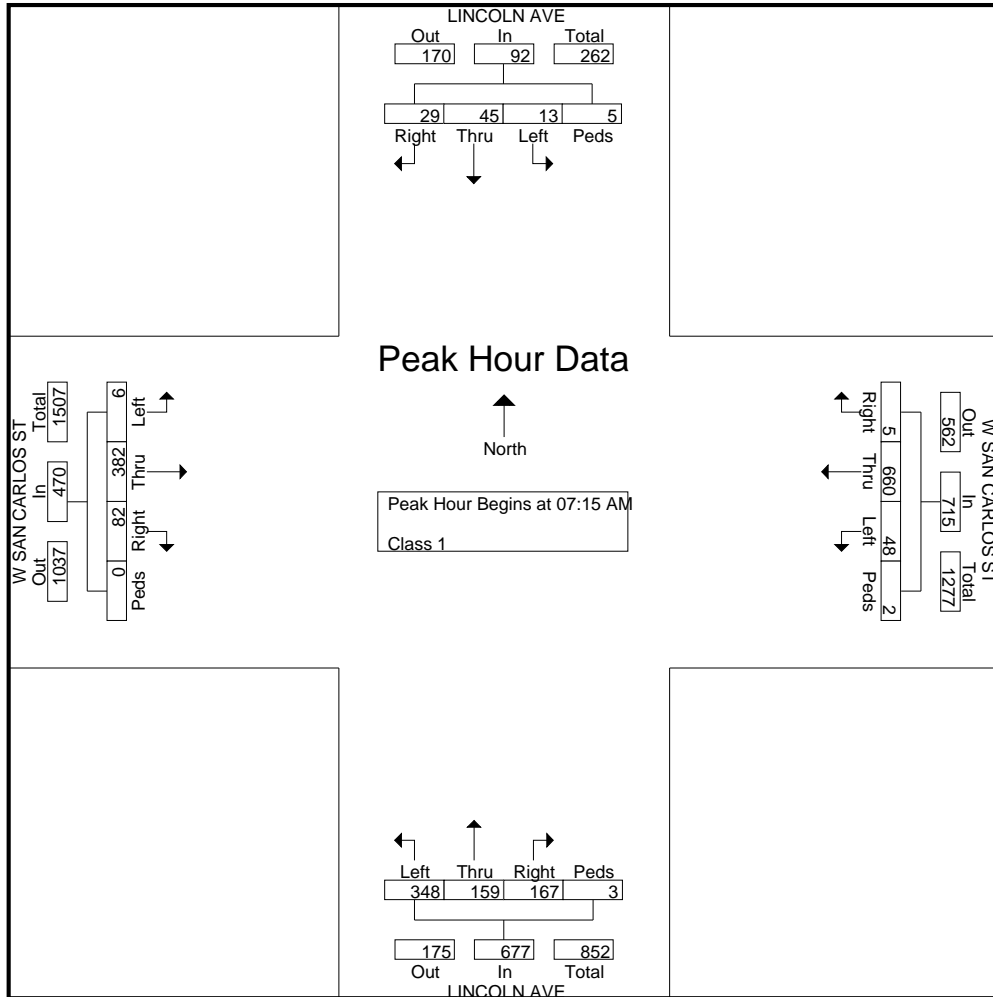 LINCOLN AVE
Out In Total
170 92 262
29 45 13 5
Right Thru Left Peds
Peak Hour Data
North
Peak Hour Begins at 07:15 AM
Class 1
W SAN CARLOS ST
Total In Out
1507 470 1037
6 382 82 0
Left Thru Right Peds
Right Thru Left Peds
5 660 48 2
Out In Total
562 715 1277
W SAN CARLOS ST
Left Thru Right Peds
348 159 167 3
175 677 852
Out In Total
LINCOLN AVE